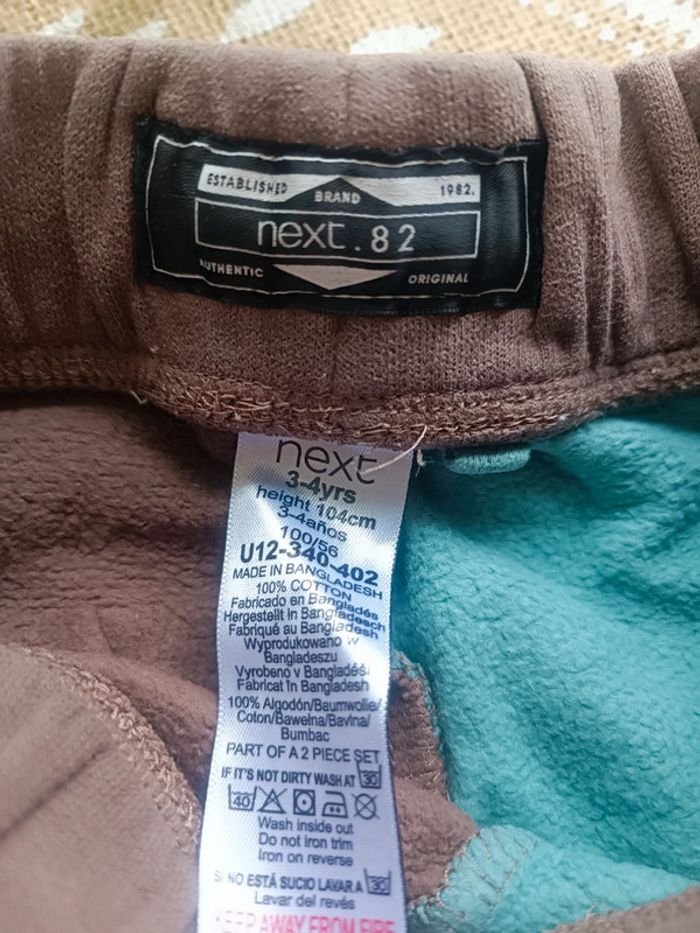 ESTABLISHED BRAND 1982.
next.82
AUTHENTIC ORIGINAL
next
3-4yrs
height 104cm
3-4años
100/56
U12-340-402
MADE IN BANGLADESH
100% COTTON
Fabricado en Bangladés
Hergestellt in Bangladesch
Fabriqué au Bangladesh
Wyprodukowano w
Bangladeszu
Vyrobeno v Bangladéši
Fabricat în Bangladesh
100% Algodón/Baumwolle/
Coton/Bawełna/Bavlna/
Bumbac
PART OF A 2 PIECE SET
IF IT'S NOT DIRTY WASH AT 30
40
Wash inside out
Do not iron trim
Iron on reverse
SI NO ESTÁ SUCIO LAVAR A 30
Lavar del revés
KEEP AWAY FROM FIRE